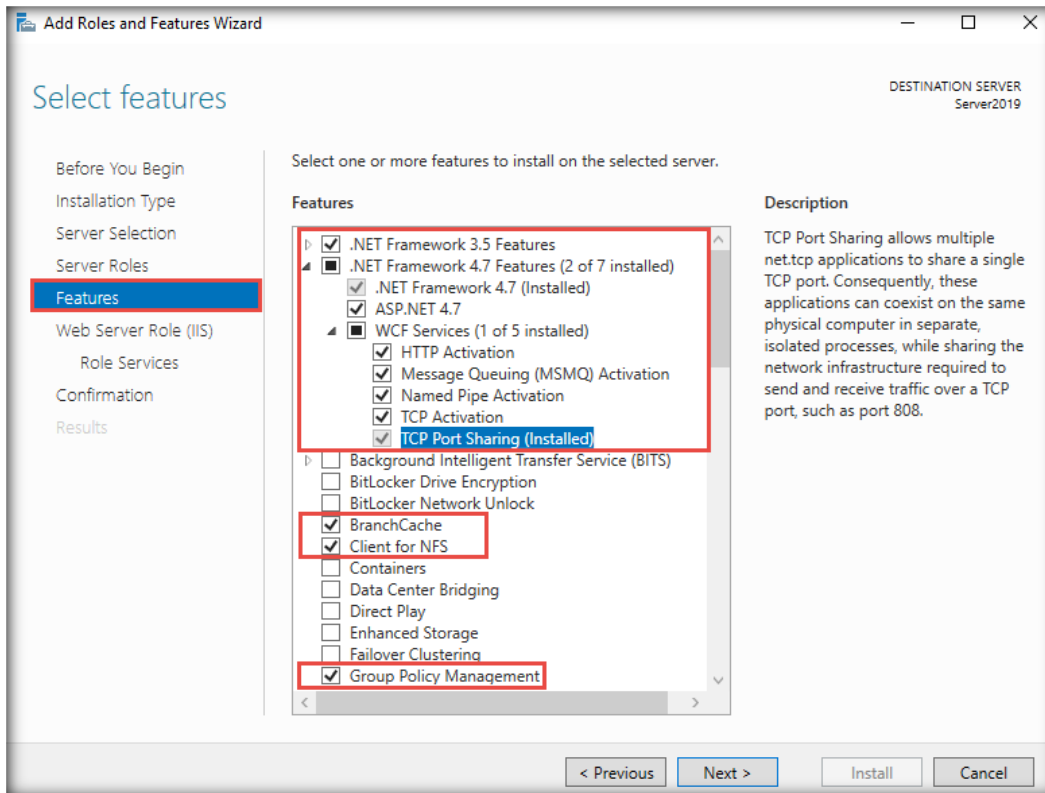 Add Roles and Features Wizard
Select features
DESTINATION SERVER
Server2019
Before You Begin
Installation Type
Server Selection
Server Roles
Features
Web Server Role (IIS)
Role Services
Confirmation
Results
Select one or more features to install on the selected server.
Features
.NET Framework 3.5 Features
.NET Framework 4.7 Features (2 of 7 installed)
.NET Framework 4.7 (Installed)
ASP.NET 4.7
WCF Services (1 of 5 installed)
HTTP Activation
Message Queuing (MSMQ) Activation
Named Pipe Activation
TCP Activation
TCP Port Sharing (Installed)
Background Intelligent Transfer Service (BITS)
BitLocker Drive Encryption
BitLocker Network Unlock
BranchCache
Client for NFS
Containers
Data Center Bridging
Direct Play
Enhanced Storage
Failover Clustering
Group Policy Management
Description
TCP Port Sharing allows multiple
net.tcp applications to share a single
TCP port. Consequently, these
applications can coexist on the same
physical computer in separate,
isolated processes, while sharing the
network infrastructure required to
send and receive traffic over a TCP
port, such as port 808.
< Previous
Next >
Install
Cancel